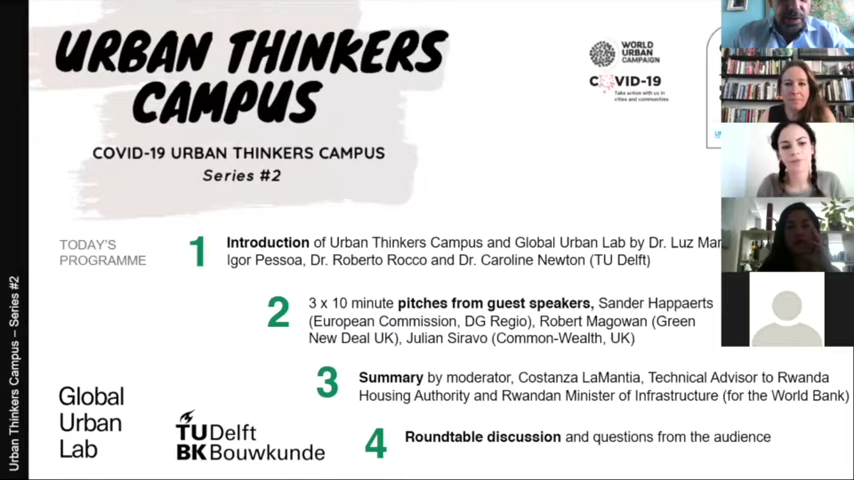 URBAN THINKERS
CAMPUS
COVID-19 URBAN THINKERS CAMPUS
Series #2
WORLD
URBAN
CAMPAIGN
COVID-19
Take action with us in
cities and communities
TODAY'S
PROGRAMME
1
Introduction of Urban Thinkers Campus and Global Urban Lab by Dr. Luz Mar
Igor Pessoa, Dr. Roberto Rocco and Dr. Caroline Newton (TU Delft)
2
3 x 10 minute pitches from guest speakers, Sander Happaerts
(European Commission, DG Regio), Robert Magowan (Green
New Deal UK), Julian Siravo (Common-Wealth, UK)
3
Summary by moderator, Costanza LaMantia, Technical Advisor to Rwanda
Housing Authority and Rwandan Minister of Infrastructure (for the World Bank)
4
Roundtable discussion and questions from the audience
Global
Urban
Lab
TUDelft
BK Bouwkunde
Urban Thinkers Campus – Series #2